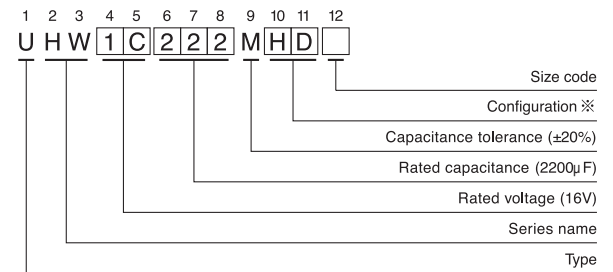 1 2 3 4 5 6 7 8 9 10 11 12
U H W 1 C 2 2 2 M H D
Size code
Configuration ※
Capacitance tolerance (±20%)
Rated capacitance (2200µF)
Rated voltage (16V)
Series name
Type